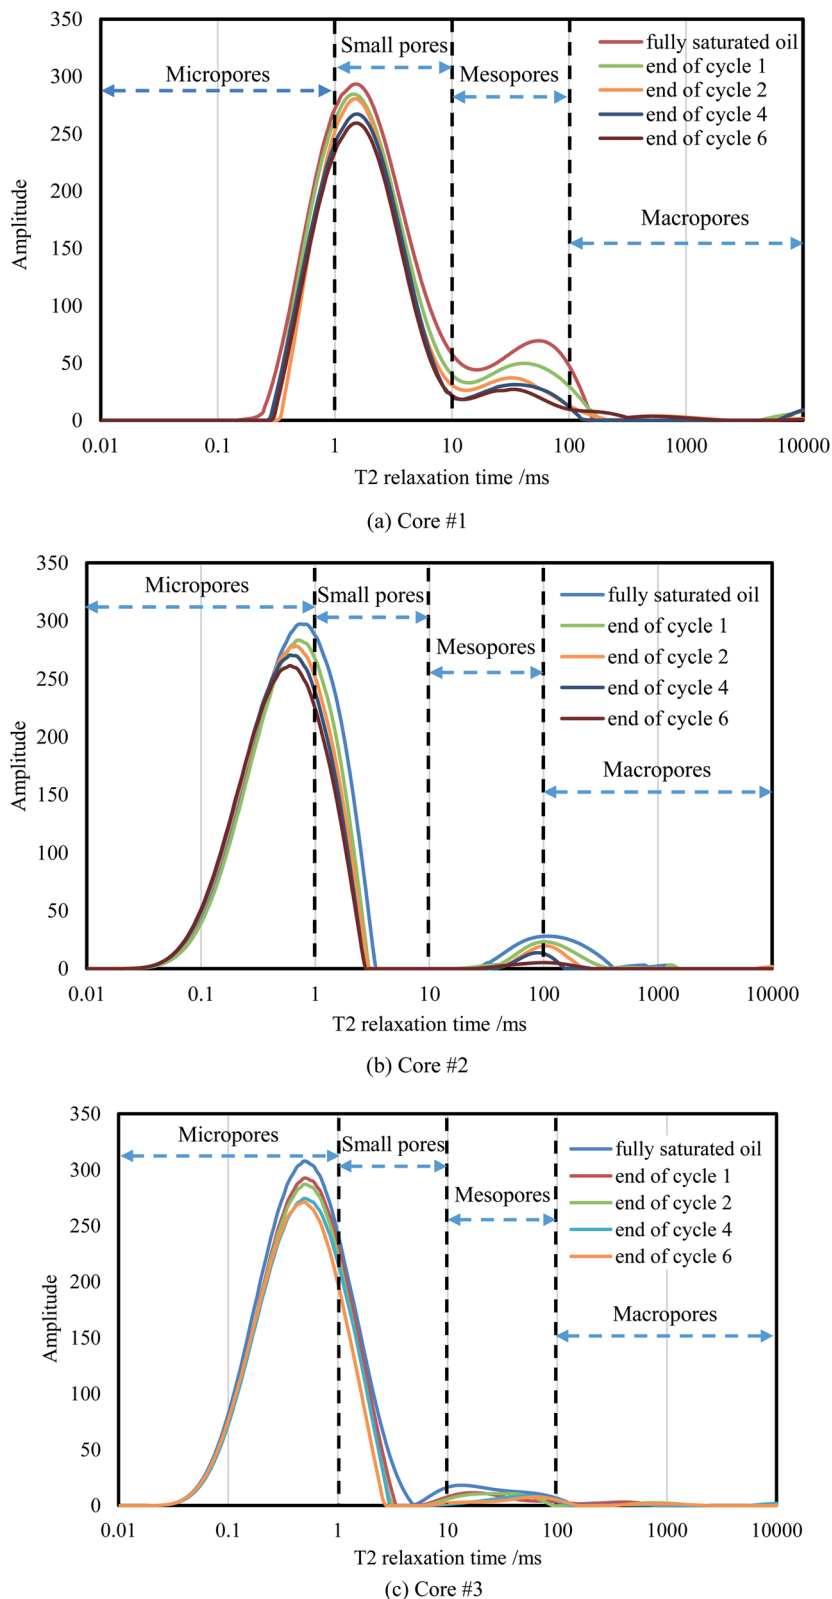 350
300
250
200
150
100
50
0
Amplitude
Micropores
Small pores
Mesopores
Macropores
fully saturated oil
end of cycle 1
end of cycle 2
end of cycle 4
end of cycle 6
0.01 0.1 1 10 100 1000 10000
T2 relaxation time /ms
(a) Core #1
350
300
250
200
150
100
50
0
Amplitude
Micropores
Small pores
Mesopores
Macropores
fully saturated oil
end of cycle 1
end of cycle 2
end of cycle 4
end of cycle 6
0.01 0.1 1 10 100 1000 10000
T2 relaxation time /ms
(b) Core #2
350
300
250
200
150
100
50
0
Amplitude
Micropores
Small pores
Mesopores
Macropores
fully saturated oil
end of cycle 1
end of cycle 2
end of cycle 4
end of cycle 6
0.01 0.1 1 10 100 1000 10000
T2 relaxation time /ms
(c) Core #3